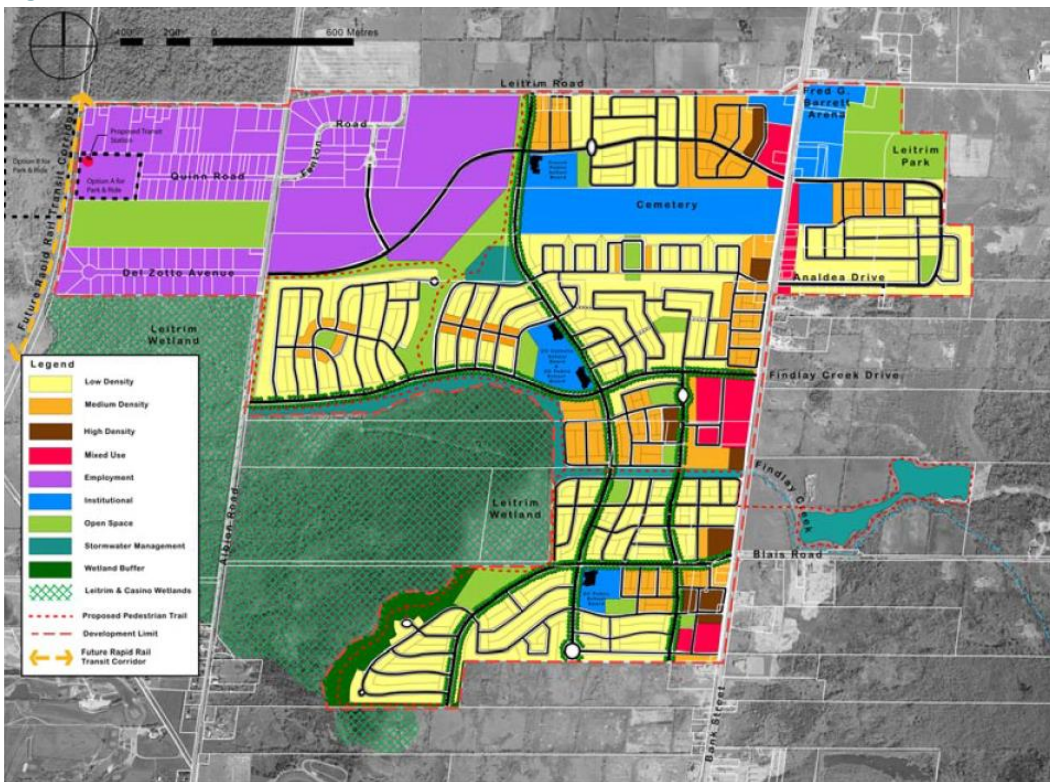 400m
200m
0
600 Metres
Leitrim Road
Fred G.
Barrett
Arena
Leitrim
Park
Future Rapid Rail Transit Corridor
Proposed Transit
Station
Option B for
Park & Ride
Option A for
Park & Ride
Quinn Road
Fenton
Road
Cemetery
Del Zotto Avenue
Analdea Drive
Leitrim
Wetland
Findlay Creek Drive.
Leitrim
Wetland
Findlay Creek
Blais Road
Albion Road
Bank Street
Legend
Low Density
Medium Density
High Density
Mixed Use
Employment
Institutional
Open Space
Stormwater Management
Wetland Buffer
Leitrim & Casino Wetlands
Proposed Pedestrian Trail
Development Limit
Future Rapid Rail
Transit Corridor